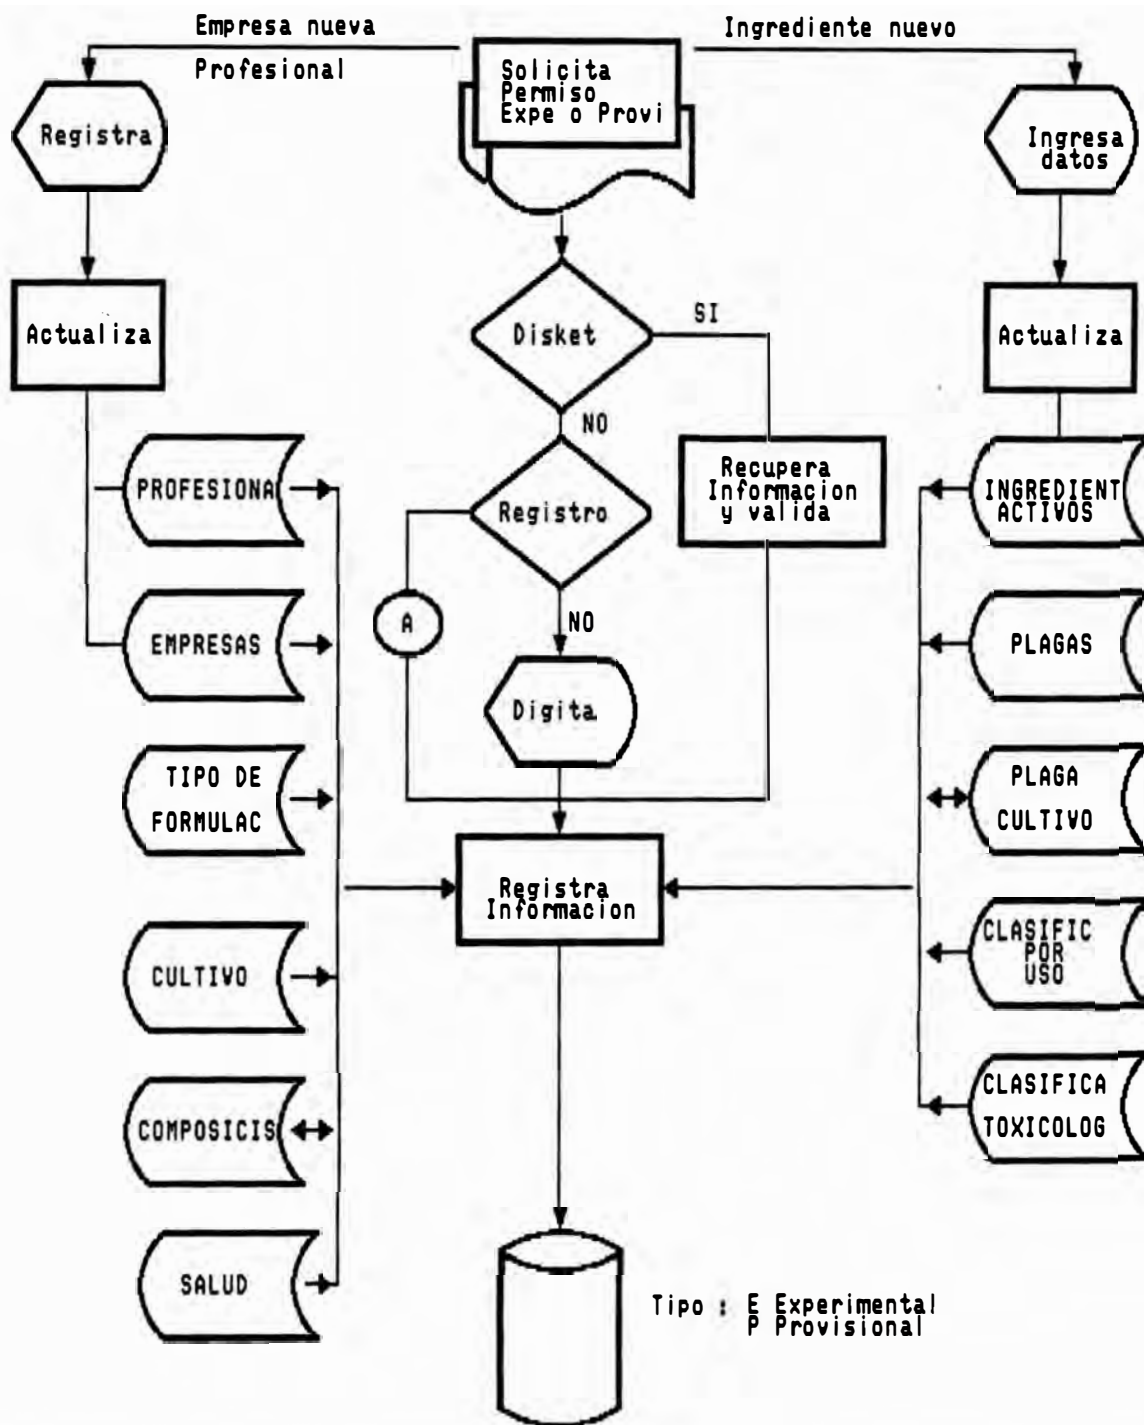 Empresa nueva
Profesional
Ingrediente nuevo
Solicita
Permiso
Expe o Provi
Registra
Ingresa
datos
Actualiza
Disket
SI
Actualiza
NO
PROFESIONA
Registro
Recupera
Informacion
y valida
INGREDIENT
ACTIVOS
A
NO
EMPRESAS
PLAGAS
Digita
TIPO DE
FORMULAC
PLAGA
CULTIVO
Registra
Informacion
CULTIVO
CLASIFIC
POR
USO
COMPOSICIS
CLASIFICA
TOXICOLOG
SALUD
Tipo : E Experimental
P Provisional